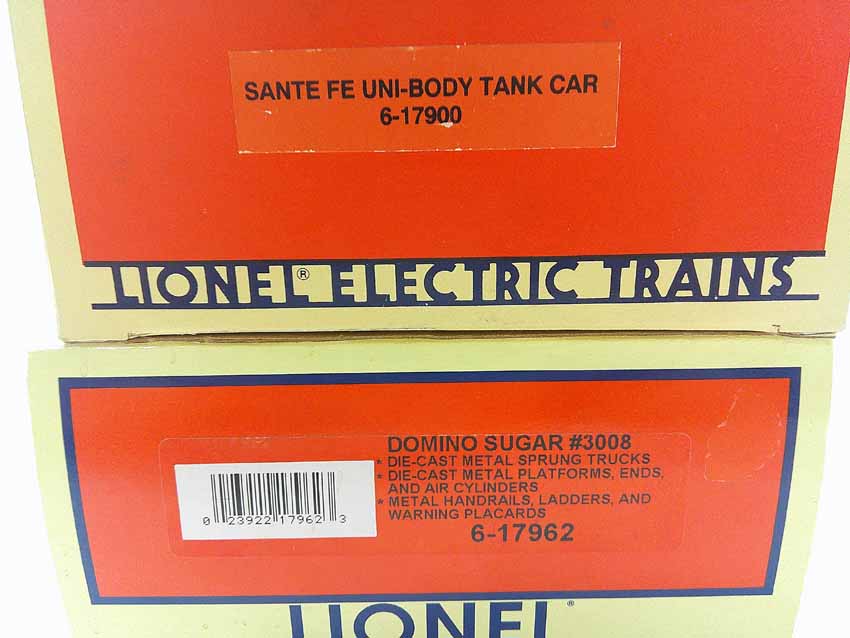 SANTE FE UNI-BODY TANK CAR
6-17900
LIONEL® ELECTRIC TRAINS
DOMINO SUGAR #3008
* DIE-CAST METAL SPRUNG TRUCKS
* DIE-CAST METAL PLATFORMS, ENDS,
AND AIR CYLINDERS
* METAL HANDRAILS, LADDERS, AND
WARNING PLACARDS
6-17962
0 23922 17962 3
LIONEL®